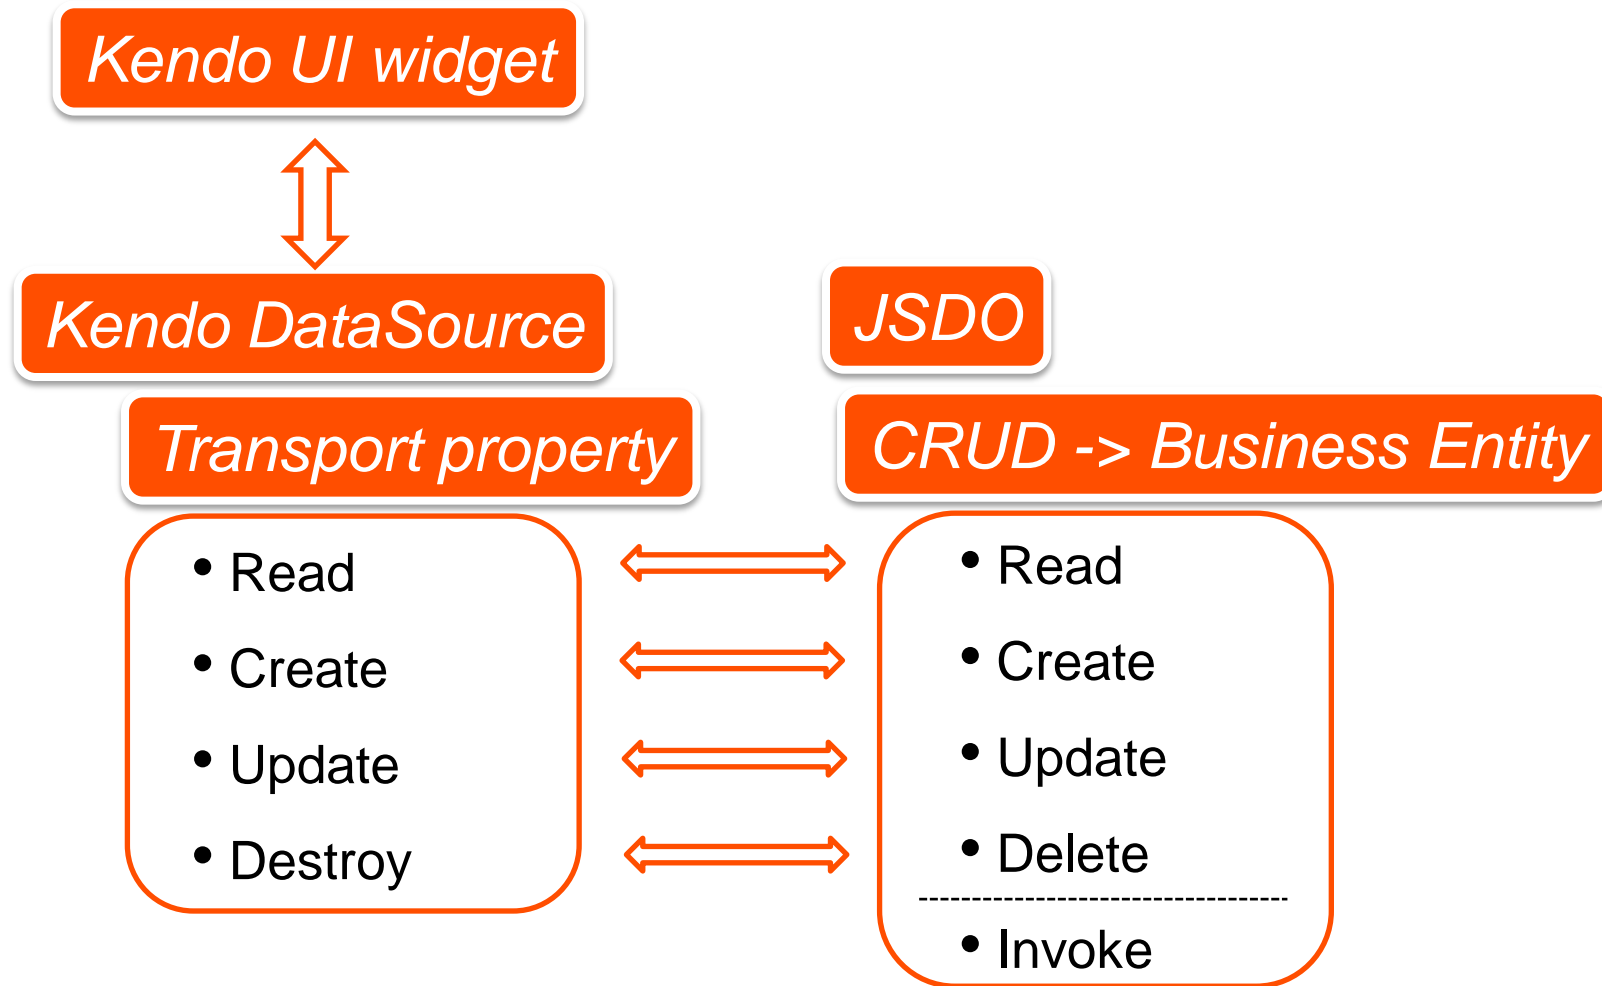 Kendo UI widget
Kendo DataSource
Transport property
• Read
• Create
• Update
• Destroy
JSDO
CRUD -> Business Entity
• Read
• Create
• Update
• Delete
• Invoke